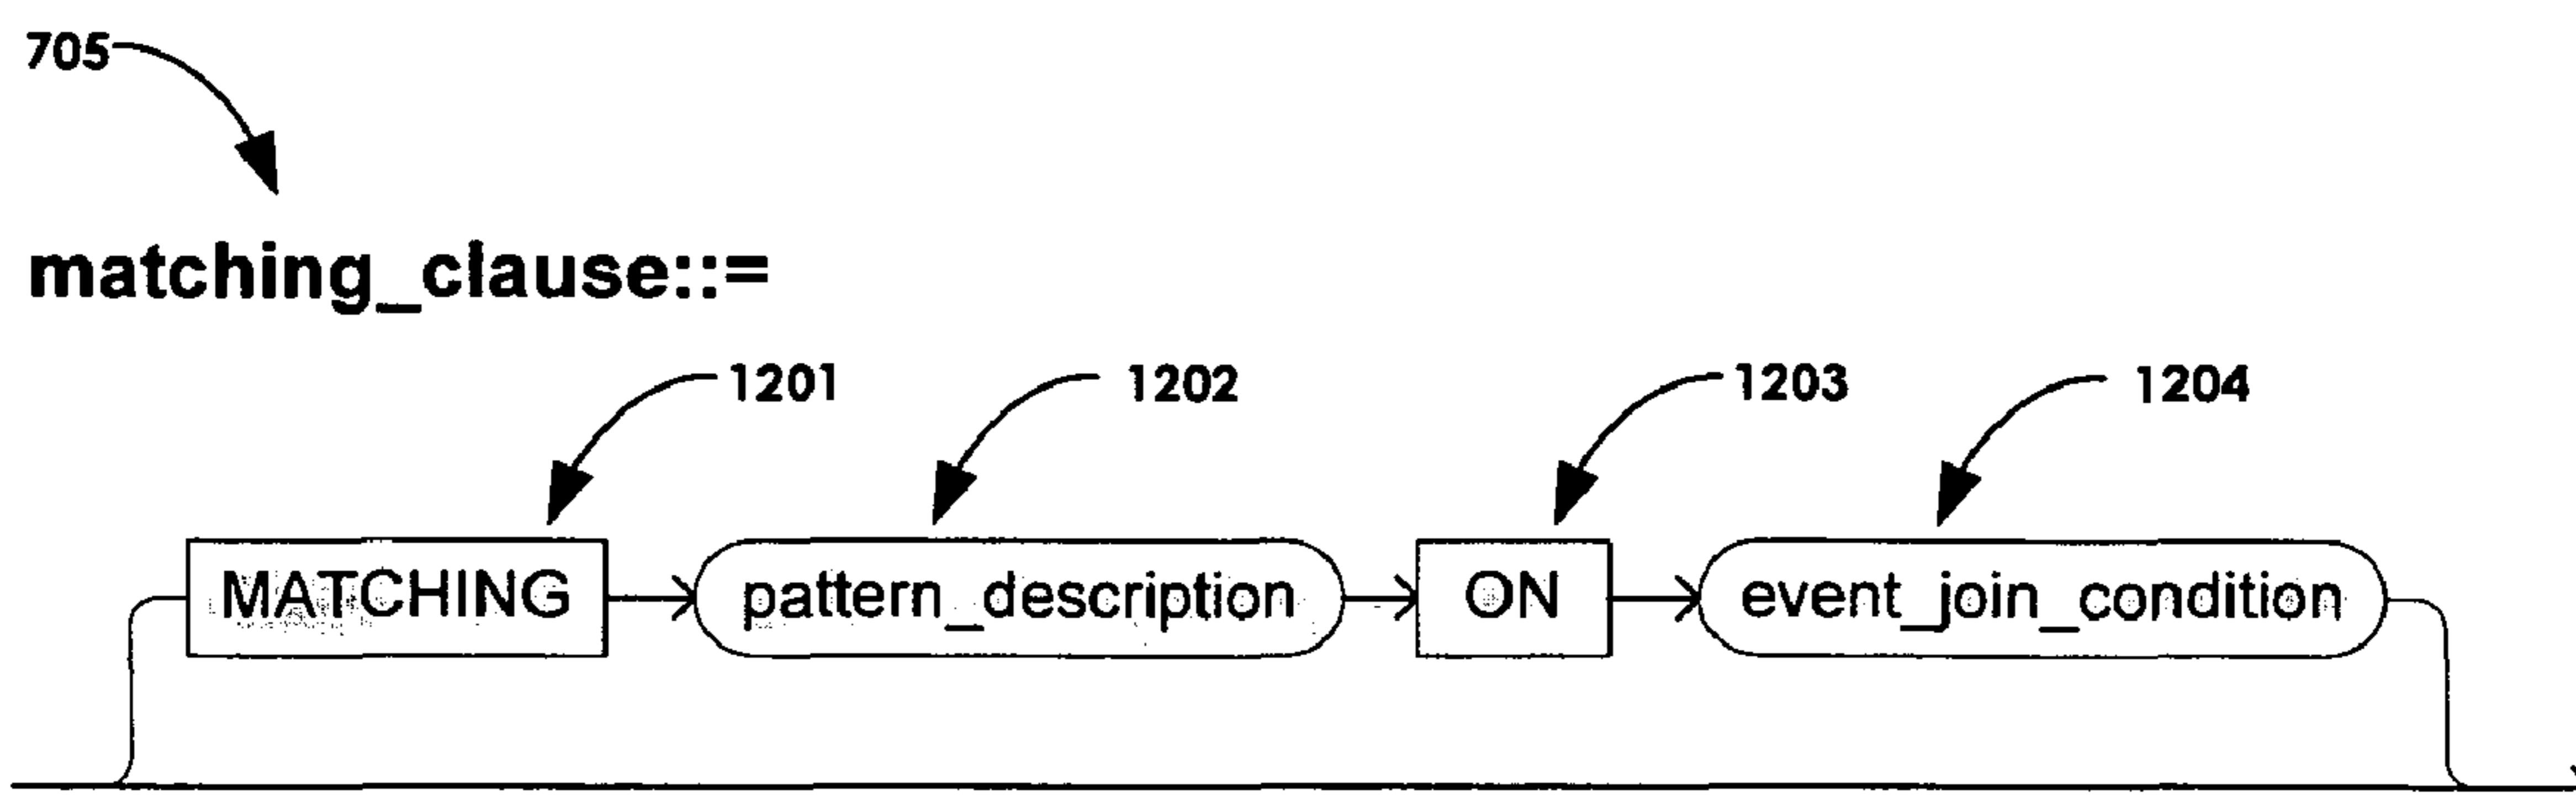 705
matching_clause::=
1201 1202 1203 1204
MATCHING pattern_description ON event_join_condition